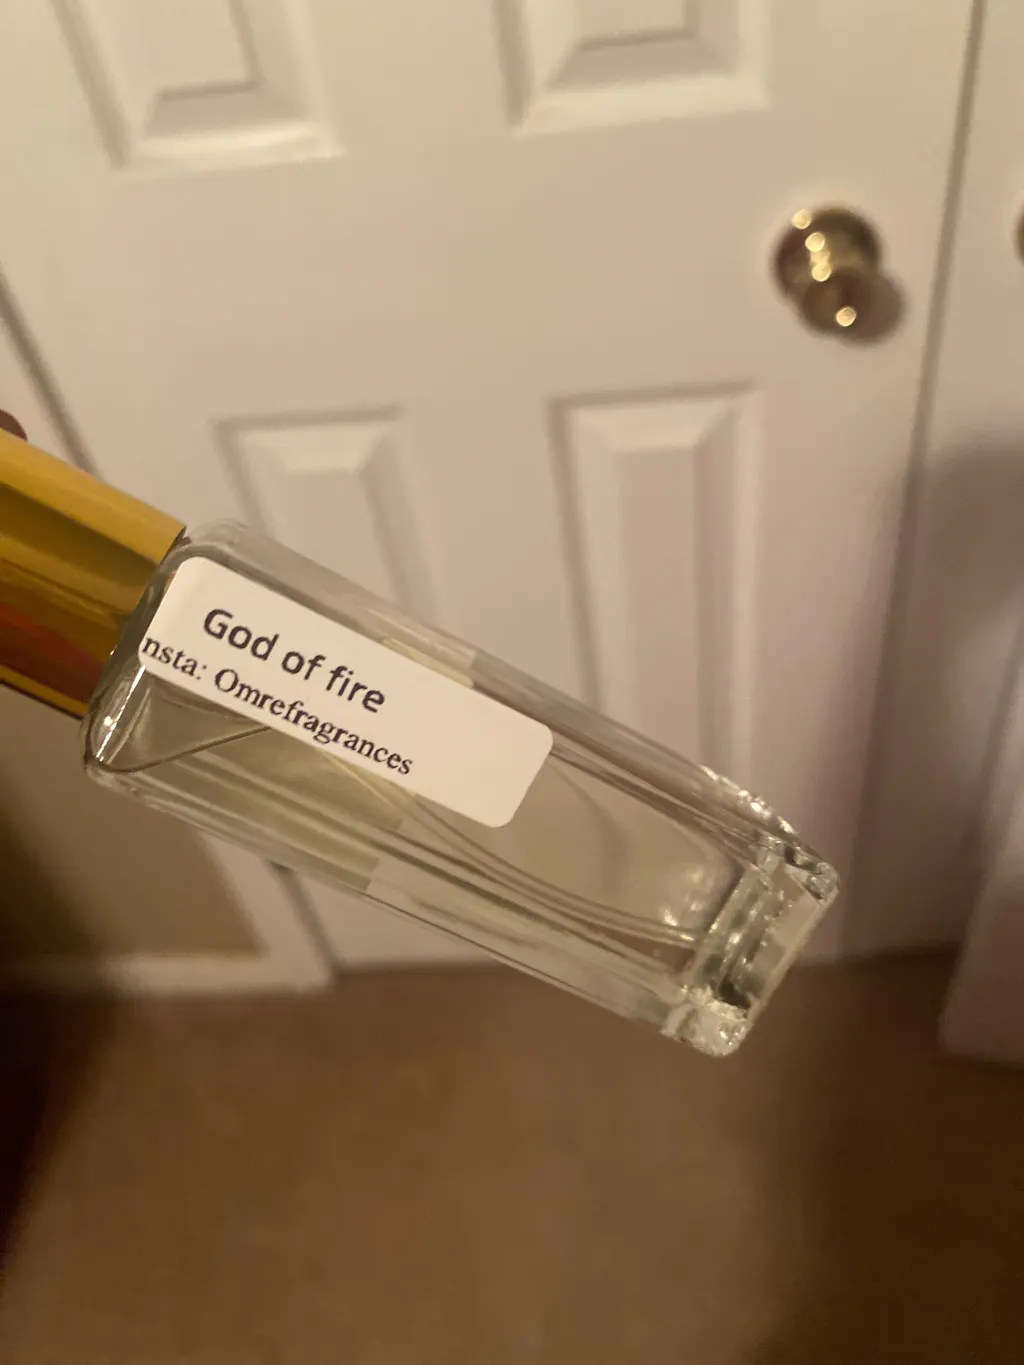 God of fire
nsta: Omrefragrances